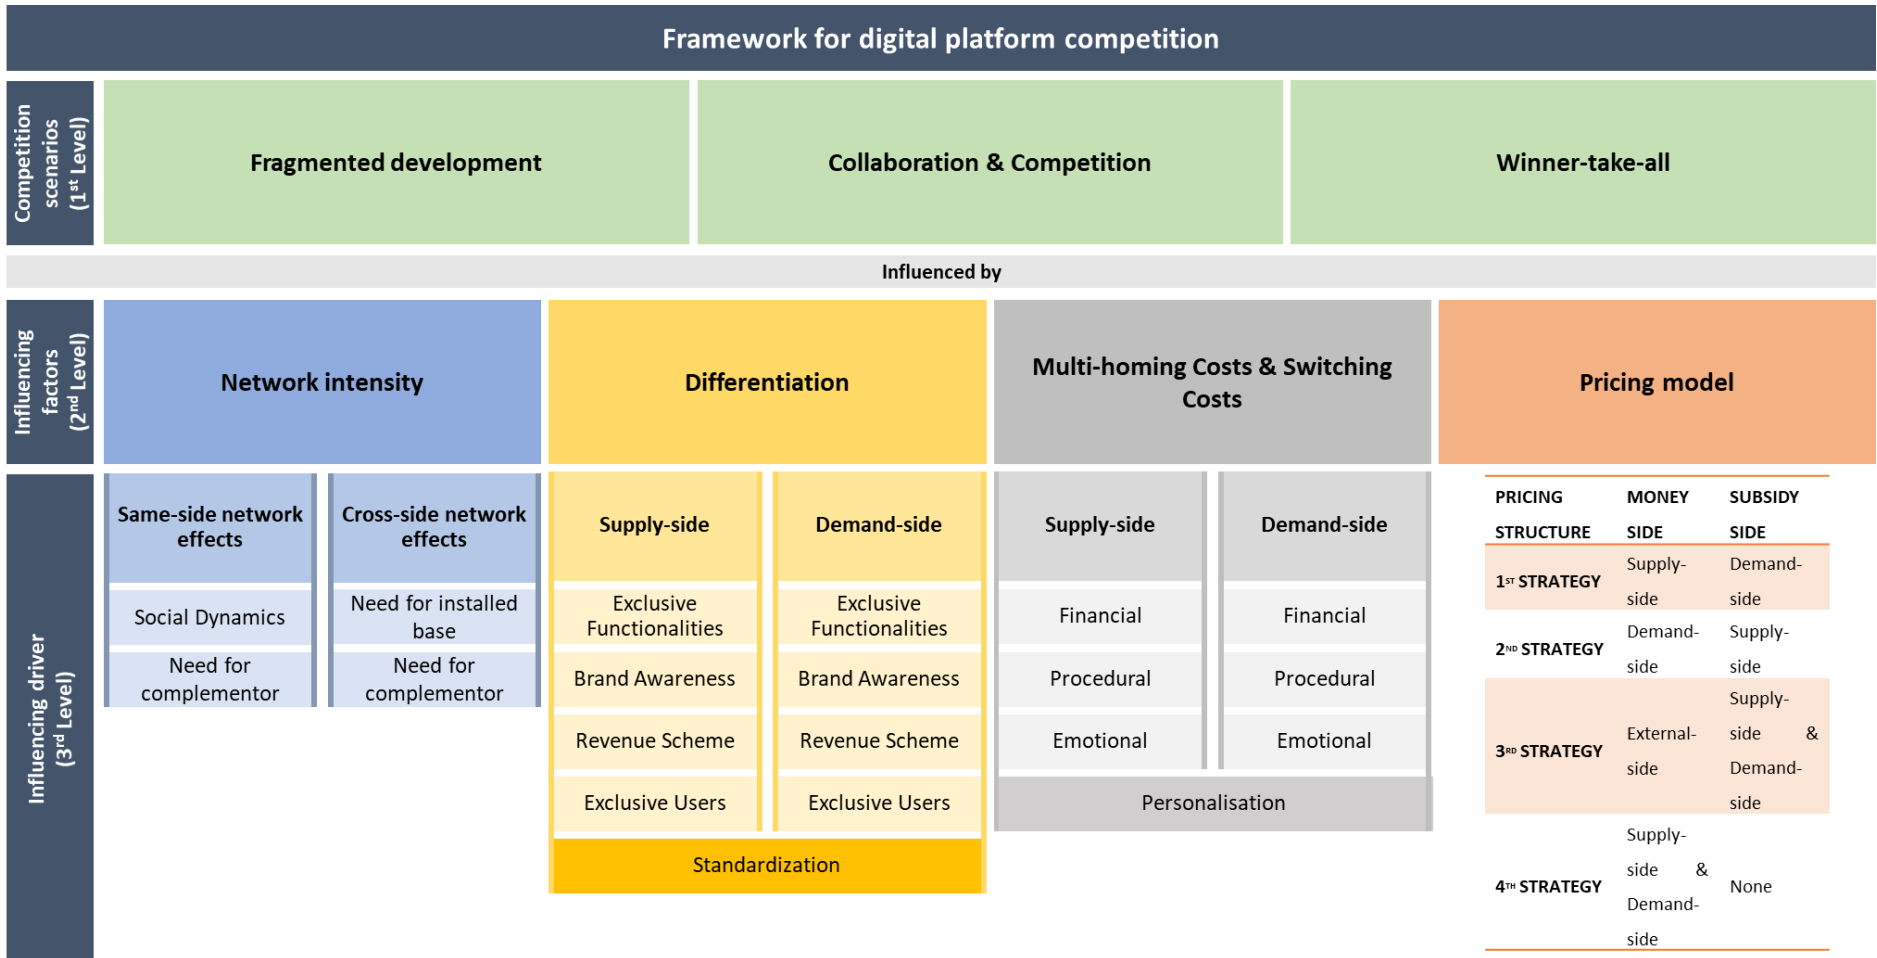 Framework for digital platform competition
Competition
scenarios
(1st Level)
Fragmented development
Collaboration & Competition
Winner-take-all
Influenced by
Influencing
factors
(2nd Level)
Network intensity
Differentiation
Multi-homing Costs & Switching
Costs
Pricing model
Influencing driver
(3rd Level)
Same-side network
effects
Social Dynamics
Need for
complementor
Cross-side network
effects
Need for installed
base
Need for
complementor
Supply-side
Exclusive
Functionalities
Brand Awareness
Revenue Scheme
Exclusive Users
Demand-side
Exclusive
Functionalities
Brand Awareness
Revenue Scheme
Exclusive Users
Standardization
Supply-side
Financial
Procedural
Emotional
Demand-side
Financial
Procedural
Emotional
Personalisation
PRICING
STRUCTURE
MONEY
SIDE
SUBSIDY
SIDE
1ST STRATEGY
Supply-
side
Demand-
side
2ND STRATEGY
Demand-
side
Supply-
side
3RD STRATEGY
External-
side
Supply-
side &
Demand-
side
4TH STRATEGY
Supply-
side &
Demand-
side
None